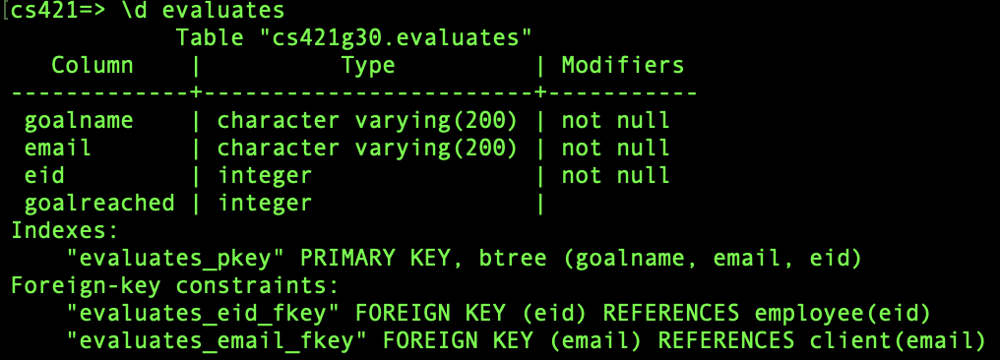 [cs421=> \d evaluates
Table "cs421g30.evaluates"
Column | Type | Modifiers
-------------+------------------------+-----------
goalname | character varying(200) | not null
email | character varying(200) | not null
eid | integer | not null
goalreached | integer |
Indexes:
"evaluates_pkey" PRIMARY KEY, btree (goalname, email, eid)
Foreign-key constraints:
"evaluates_eid_fkey" FOREIGN KEY (eid) REFERENCES employee(eid)
"evaluates_email_fkey" FOREIGN KEY (email) REFERENCES client(email)